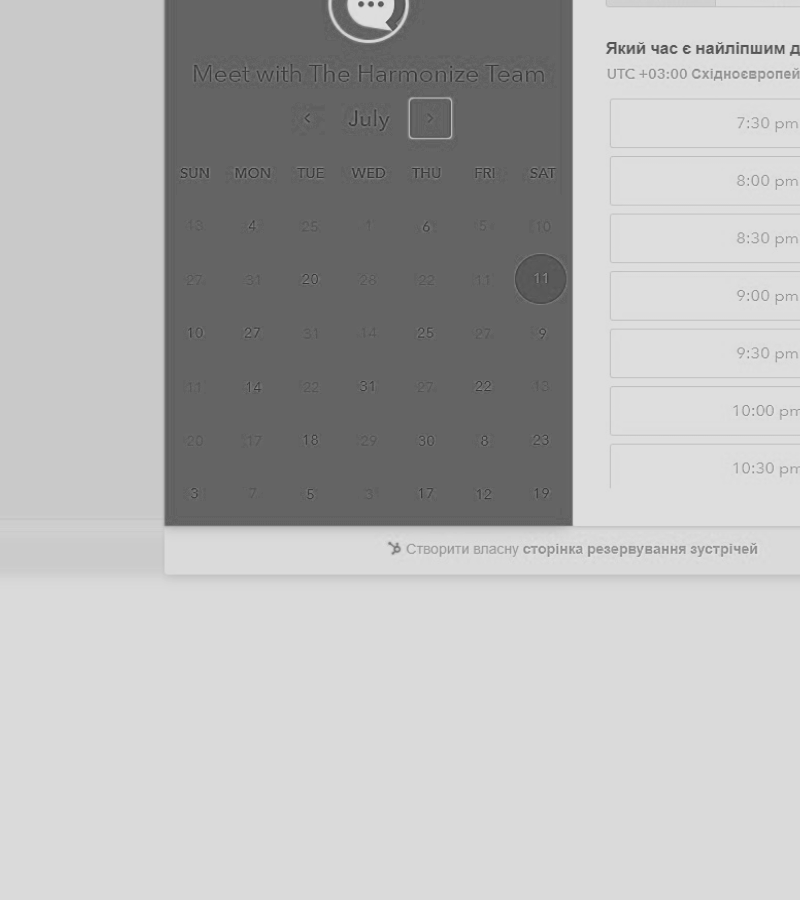 Meet with The Harmonize Team
July
SUN MON TUE WED THU FRI SAT
13 4 25 1 6 5 10
27 31 20 28 22 11 11
10 27 31 14 25 27 9
11 14 22 31 27 22 13
20 17 18 29 30 8 23
3 7 5 3 17 12 19
Який час є найліпшим д
UTC +03:00 Східноєвропей
7:30 pm
8:00 pm
8:30 pm
9:00 pm
9:30 pm
10:00 pm
10:30 pm
Створити власну сторінка резервування зустрічей